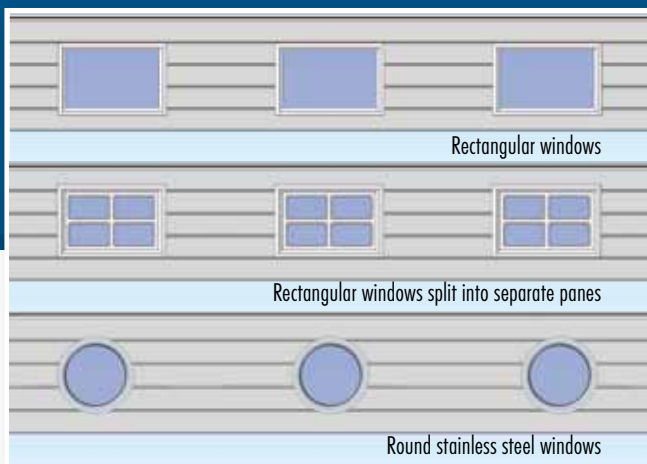 Rectangular windows
Rectangular windows split into separate panes
Round stainless steel windows